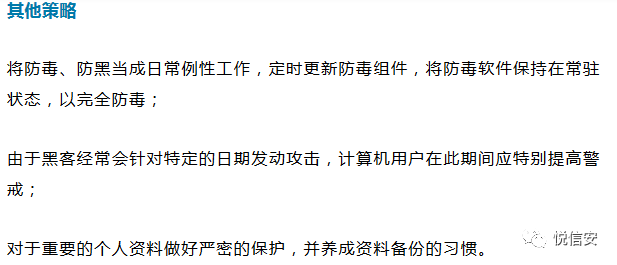 其他策略
将防毒、防黑当成日常例性工作，定时更新防毒组件，将防毒软件保持在常驻
状态，以完全防毒；
由于黑客经常会针对特定的日期发动攻击，计算机用户在此期间应特别提高警
戒；
对于重要的个人资料做好严密的保护，并养成资料备份的习惯。
悦信安